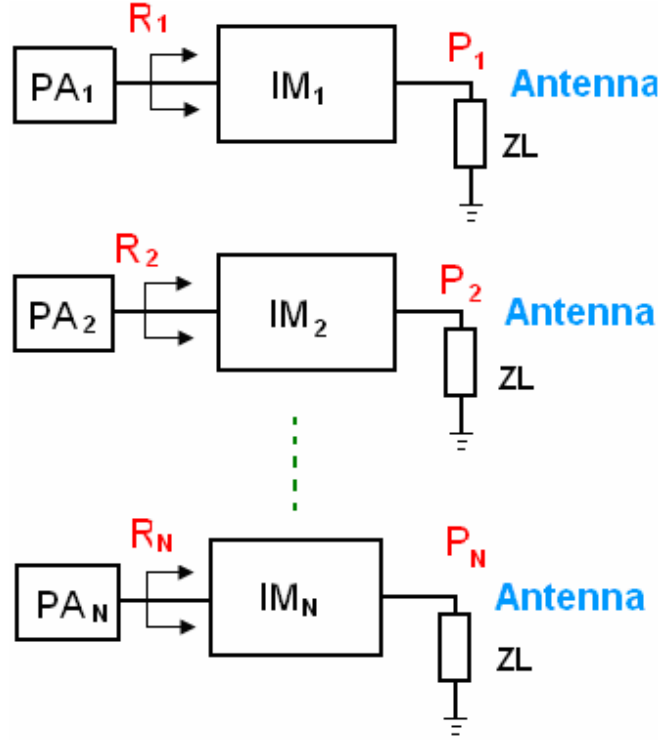 R1
PA1
IM1
P1
Antenna
ZL
R2
PA2
IM2
P2
Antenna
ZL
RN
PAN
IMN
PN
Antenna
ZL